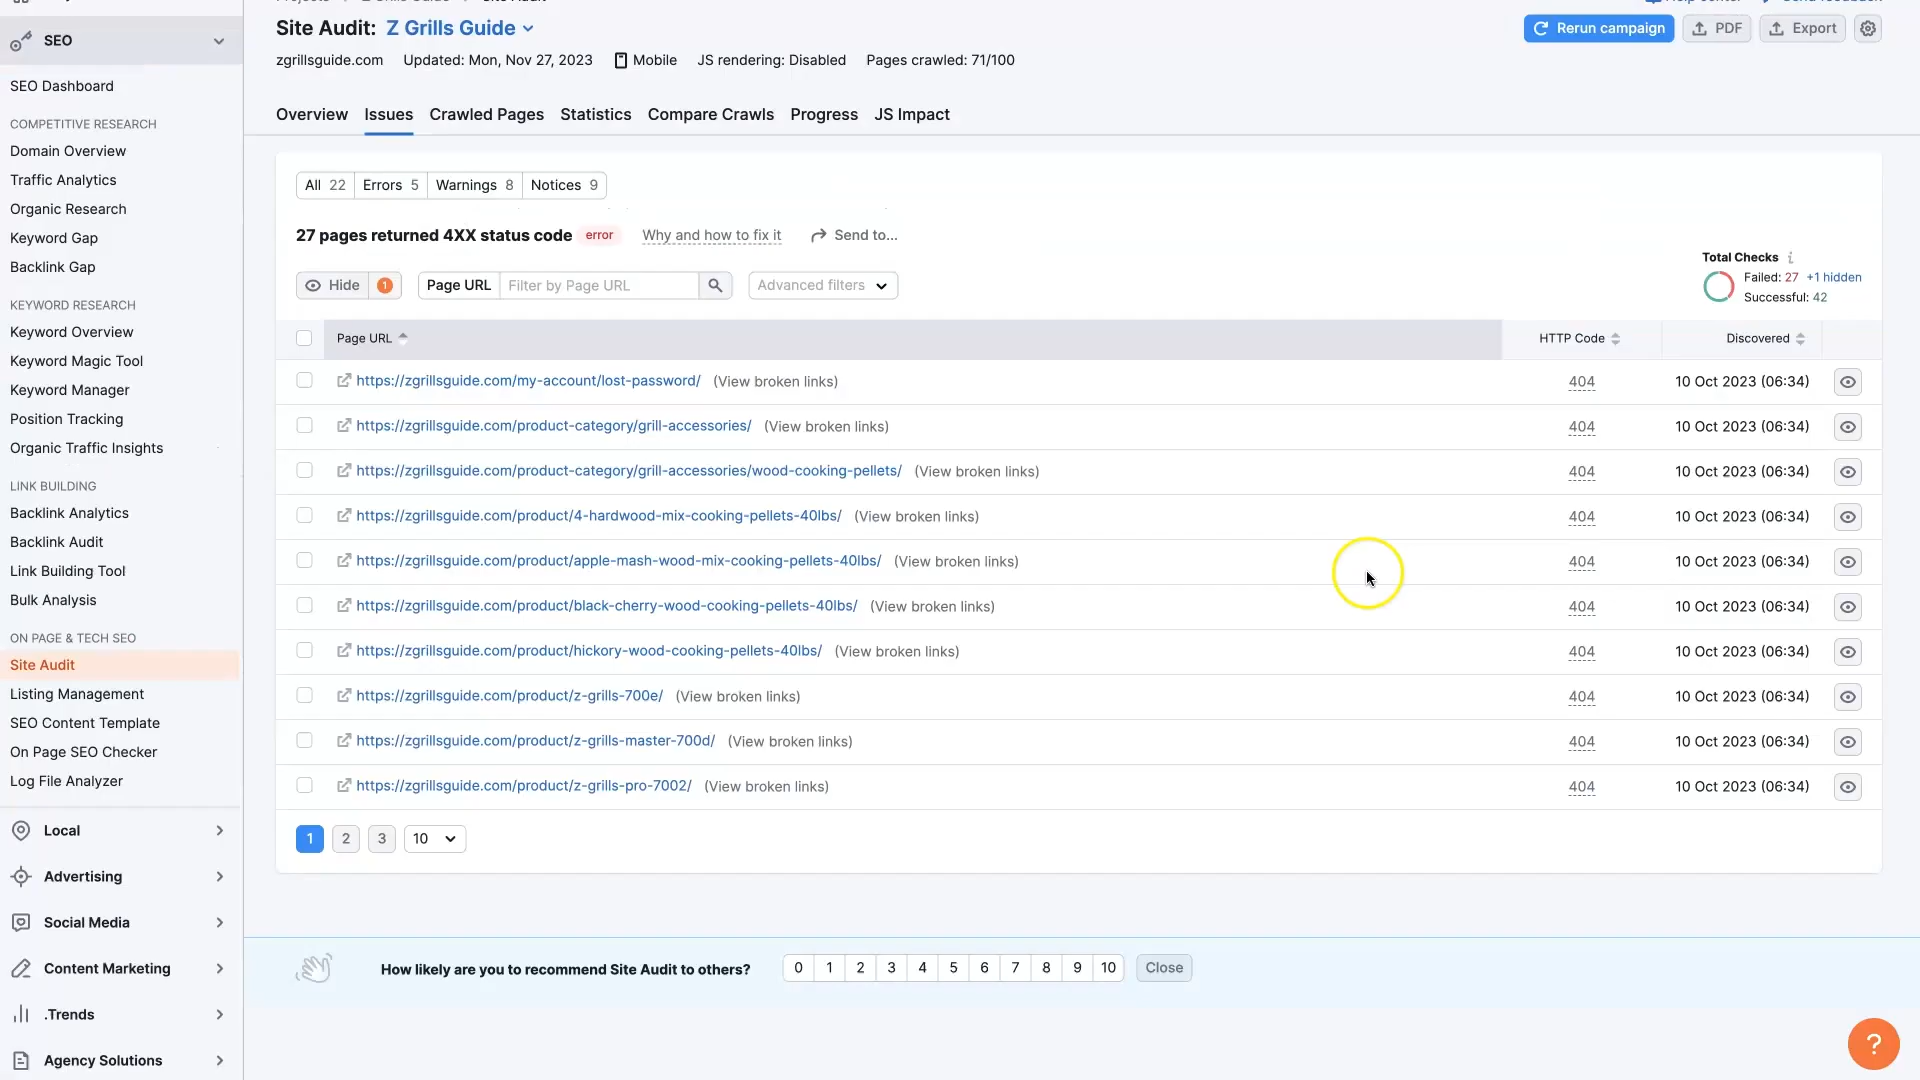 SEO
SEO Dashboard
COMPETITIVE RESEARCH
Domain Overview
Traffic Analytics
Organic Research
Keyword Gap
Backlink Gap
KEYWORD RESEARCH
Keyword Overview
Keyword Magic Tool
Keyword Manager
Position Tracking
Organic Traffic Insights
LINK BUILDING
Backlink Analytics
Backlink Audit
Link Building Tool
Bulk Analysis
ON PAGE & TECH SEO
Site Audit
Listing Management
SEO Content Template
On Page SEO Checker
Log File Analyzer
Local
Advertising
Social Media
Content Marketing
.Trends
Agency Solutions
Site Audit: Z Grills Guide
Rerun campaign PDF Export
zgrillsguide.com Updated: Mon, Nov 27, 2023 Mobile JS rendering: Disabled Pages crawled: 71/100
Overview Issues Crawled Pages Statistics Compare Crawls Progress JS Impact
All 22 Errors 5 Warnings 8 Notices 9
27 pages returned 4XX status code error Why and how to fix it Send to...
Total Checks i
Failed: 27 +1 hidden
Successful: 42
Hide 1 Page URL Filter by Page URL Advanced filters
Page URL HTTP Code Discovered
https://zgrillsguide.com/my-account/lost-password/ (View broken links) 404 10 Oct 2023 (06:34)
https://zgrillsguide.com/product-category/grill-accessories/ (View broken links) 404 10 Oct 2023 (06:34)
https://zgrillsguide.com/product-category/grill-accessories/wood-cooking-pellets/ (View broken links) 404 10 Oct 2023 (06:34)
https://zgrillsguide.com/product/4-hardwood-mix-cooking-pellets-40lbs/ (View broken links) 404 10 Oct 2023 (06:34)
https://zgrillsguide.com/product/apple-mash-wood-mix-cooking-pellets-40lbs/ (View broken links) 404 10 Oct 2023 (06:34)
https://zgrillsguide.com/product/black-cherry-wood-cooking-pellets-40lbs/ (View broken links) 404 10 Oct 2023 (06:34)
https://zgrillsguide.com/product/hickory-wood-cooking-pellets-40lbs/ (View broken links) 404 10 Oct 2023 (06:34)
https://zgrillsguide.com/product/z-grills-700e/ (View broken links) 404 10 Oct 2023 (06:34)
https://zgrillsguide.com/product/z-grills-master-700d/ (View broken links) 404 10 Oct 2023 (06:34)
https://zgrillsguide.com/product/z-grills-pro-7002/ (View broken links) 404 10 Oct 2023 (06:34)
1 2 3 10
How likely are you to recommend Site Audit to others? 0 1 2 3 4 5 6 7 8 9 10 Close
?